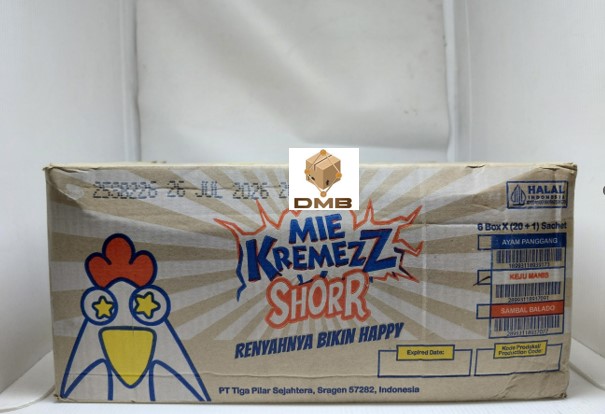 26 JUL 2026
DMB
MIE
KREMEZZ
SHORR
RENYAHNYA BIKIN HAPPY
HALAL
INDONESIA
6 Box X (20 + 1) Sachet
AYAM PANGGANG
KEJU MANIS
SAMBAL BALADO
Expired Date:
Kode Produksi/
Production Code:
PT Tiga Pilar Sejahtera, Sragen 57282, Indonesia